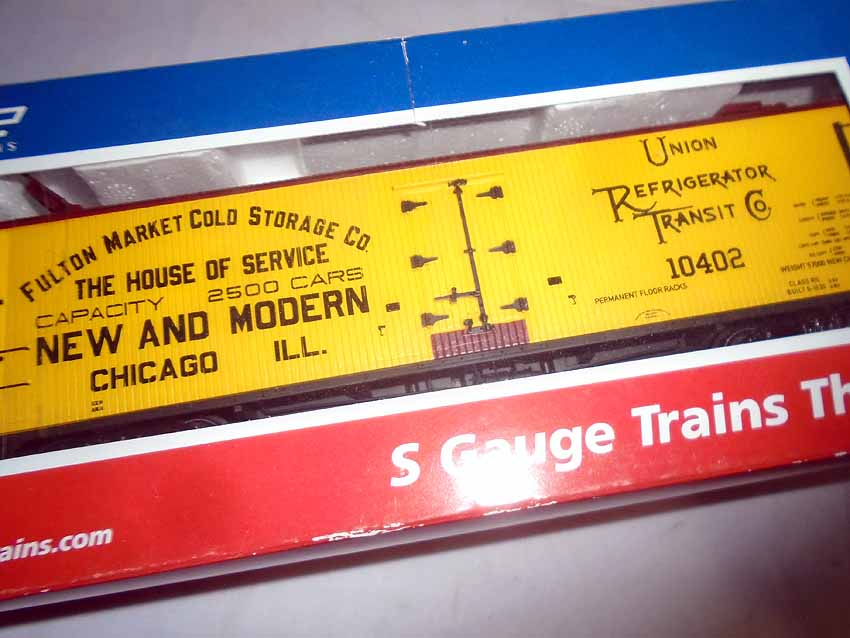 FULTON MARKET COLD STORAGE CO.
THE HOUSE OF SERVICE
CAPACITY 2500 CARS
NEW AND MODERN
CHICAGO ILL.
UNION
REFRIGERATOR
TRANSIT CO.
10402
PERMANENT FLOOR RACKS
S Gauge Trains Th
ains.com